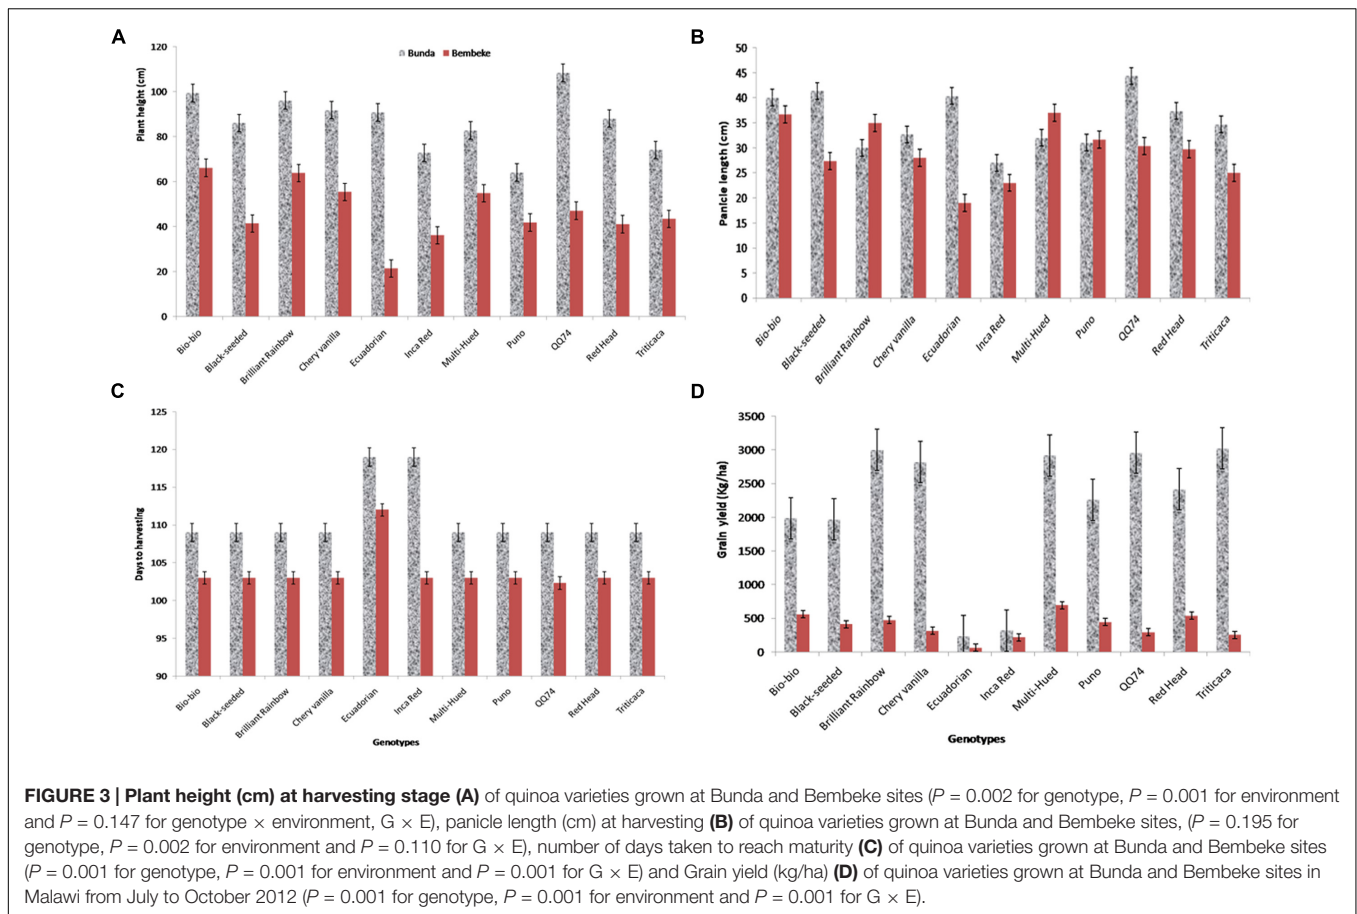 A
Bunda Bembeke
Plant height (cm)
120
100
80
60
40
20
0
Bio-bio
Black-seeded
Brilliant Rainbow
Chery vanilla
Ecuadorian
Inca Red
Multi-Hued
Puno
QQ74
Red Head
Triticaca
B
Panicle length (cm)
50
45
40
35
30
25
20
15
10
5
0
Bio-bio
Black-seeded
Brilliant Rainbow
Chery vanilla
Ecuadorian
Inca Red
Multi-Hued
Puno
QQ74
Red Head
Triticaca
C
Days to harvesting
125
120
115
110
105
100
95
90
Bio-bio
Black-seeded
Brilliant Rainbow
Chery vanilla
Ecuadorian
Inca Red
Multi-Hued
Puno
QQ74
Red Head
Triticaca
Genotypes
D
Grain yield (Kg/ha)
3500
3000
2500
2000
1500
1000
500
0
Bio-bio
Black-seeded
Brilliant Rainbow
Chery vanilla
Ecuadorian
Inca Red
Multi-Hued
Puno
QQ74
Red Head
Triticaca
Genotypes
FIGURE 3 | Plant height (cm) at harvesting stage (A) of quinoa varieties grown at Bunda and Bembeke sites (P = 0.002 for genotype, P = 0.001 for environment
and P = 0.147 for genotype × environment, G × E), panicle length (cm) at harvesting (B) of quinoa varieties grown at Bunda and Bembeke sites, (P = 0.195 for
genotype, P = 0.002 for environment and P = 0.110 for G × E), number of days taken to reach maturity (C) of quinoa varieties grown at Bunda and Bembeke sites
(P = 0.001 for genotype, P = 0.001 for environment and P = 0.001 for G × E) and Grain yield (kg/ha) (D) of quinoa varieties grown at Bunda and Bembeke sites in
Malawi from July to October 2012 (P = 0.001 for genotype, P = 0.001 for environment and P = 0.001 for G × E).